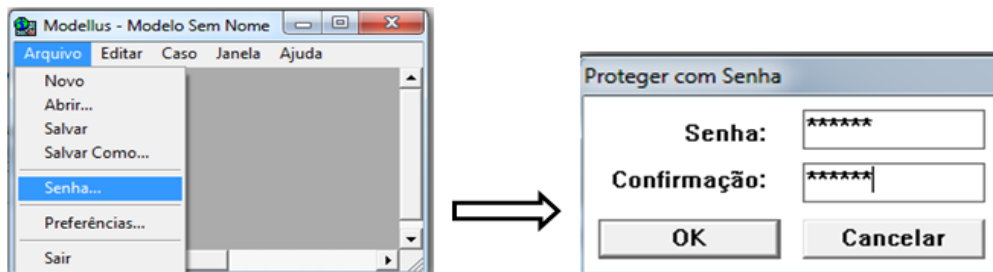 Modellus - Modelo Sem Nome
Arquivo Editar Caso Janela Ajuda
Novo
Abrir...
Salvar
Salvar Como...
Senha...
Preferências...
Sair
Proteger com Senha
Senha: ******
Confirmação: ******
OK Cancelar